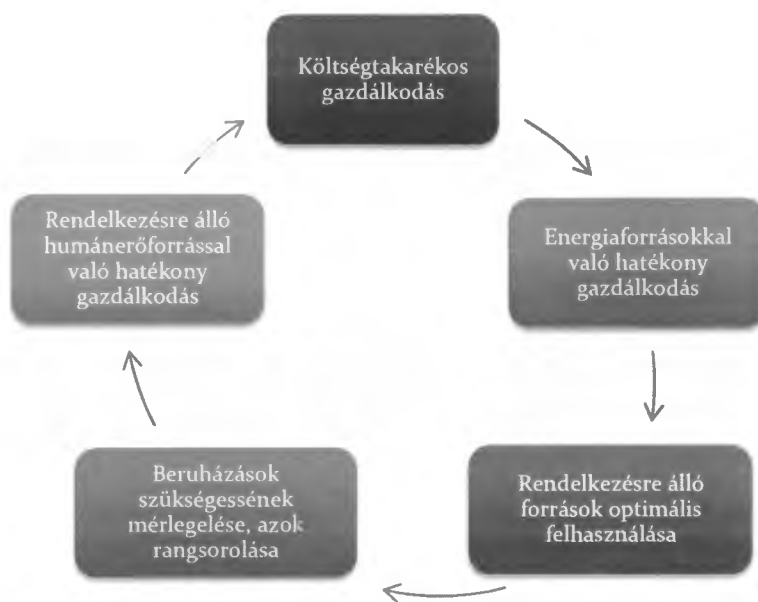 Költségtakarékos
gazdálkodás
Energiaforrásokkal
való hatékony
gazdálkodás
Rendelkezésre álló
források optimális
felhasználása
Beruházások
szükségessének
mérlegelése, azok
rangsorolása
Rendelkezésre álló
humánerőforrással
való hatékony
gazdálkodás